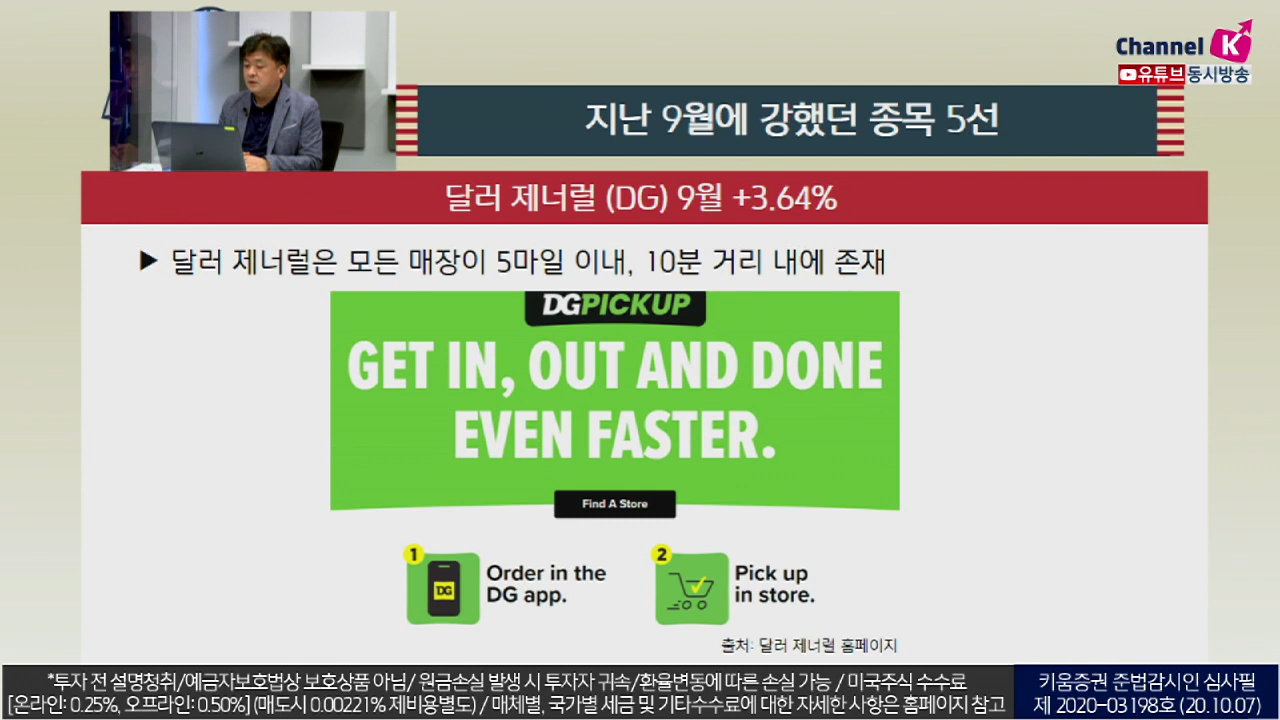 Channel K
유튜브 동시방송
지난 9월에 강했던 종목 5선
달러 제너럴 (DG) 9월 +3.64%
▶ 달러 제너럴은 모든 매장이 5마일 이내, 10분 거리 내에 존재
DGPICKUP
GET IN, OUT AND DONE
EVEN FASTER.
Find A Store
1
DG
Order in the
DG app.
2
Pick up
in store.
출처: 달러 제너럴 홈페이지
*투자 전 설명청취/예금자보호법상 보호상품 아님/ 원금손실 발생 시 투자자 귀속/환율변동에 따른 손실 가능 / 미국주식 수수료
[온라인: 0.25%, 오프라인: 0.50%] (매도시 0.00221% 제비용별도) / 매체별, 국가별 세금 및 기타수수료에 대한 자세한 사항은 홈페이지 참고
키움증권 준법감시인 심사필
제 2020-03198호 (20.10.07)